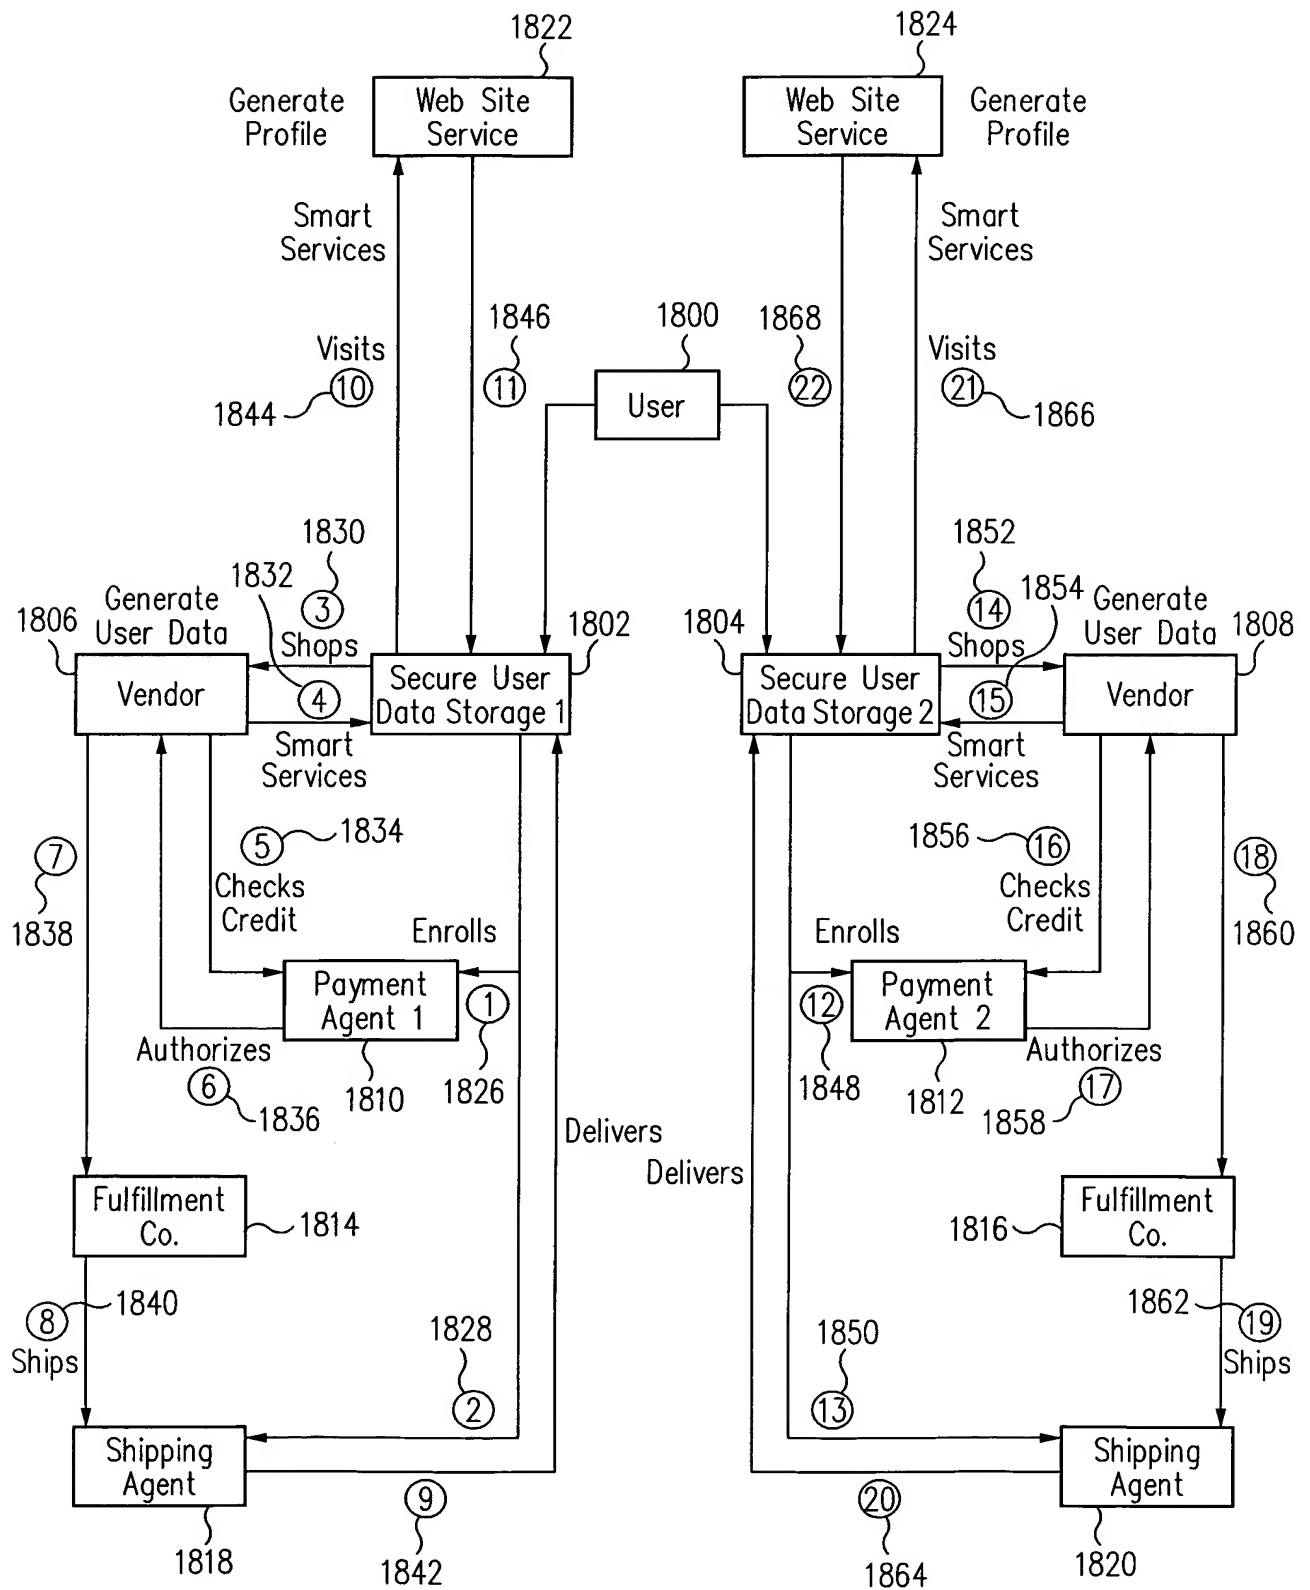 1822
1824
Generate
Profile
Web Site
Service
Web Site
Service
Generate
Profile
Smart
Services
Smart
Services
1846
1800
1868
Visits
10
11
User
22
Visits
21
1844
1866
1830
1852
1832
3
14
1854
1806
Generate
User Data
Shops
1802
1804
Shops
Generate
User Data
1808
Vendor
4
Secure User
Data Storage 1
Secure User
Data Storage 2
15
Vendor
Smart
Services
Smart
Services
7
5
1834
1856
16
18
Checks
Credit
Checks
Credit
1838
Enrolls
Enrolls
1860
Payment
Agent 1
1
12
Payment
Agent 2
Authorizes
Authorizes
6
1836
1810
1826
1848
1812
17
1858
Delivers
Delivers
Fulfillment
Co.
1814
1816
Fulfillment
Co.
8
1840
1862
19
Ships
Ships
1828
1850
2
13
Shipping
Agent
Shipping
Agent
9
20
1818
1842
1864
1820